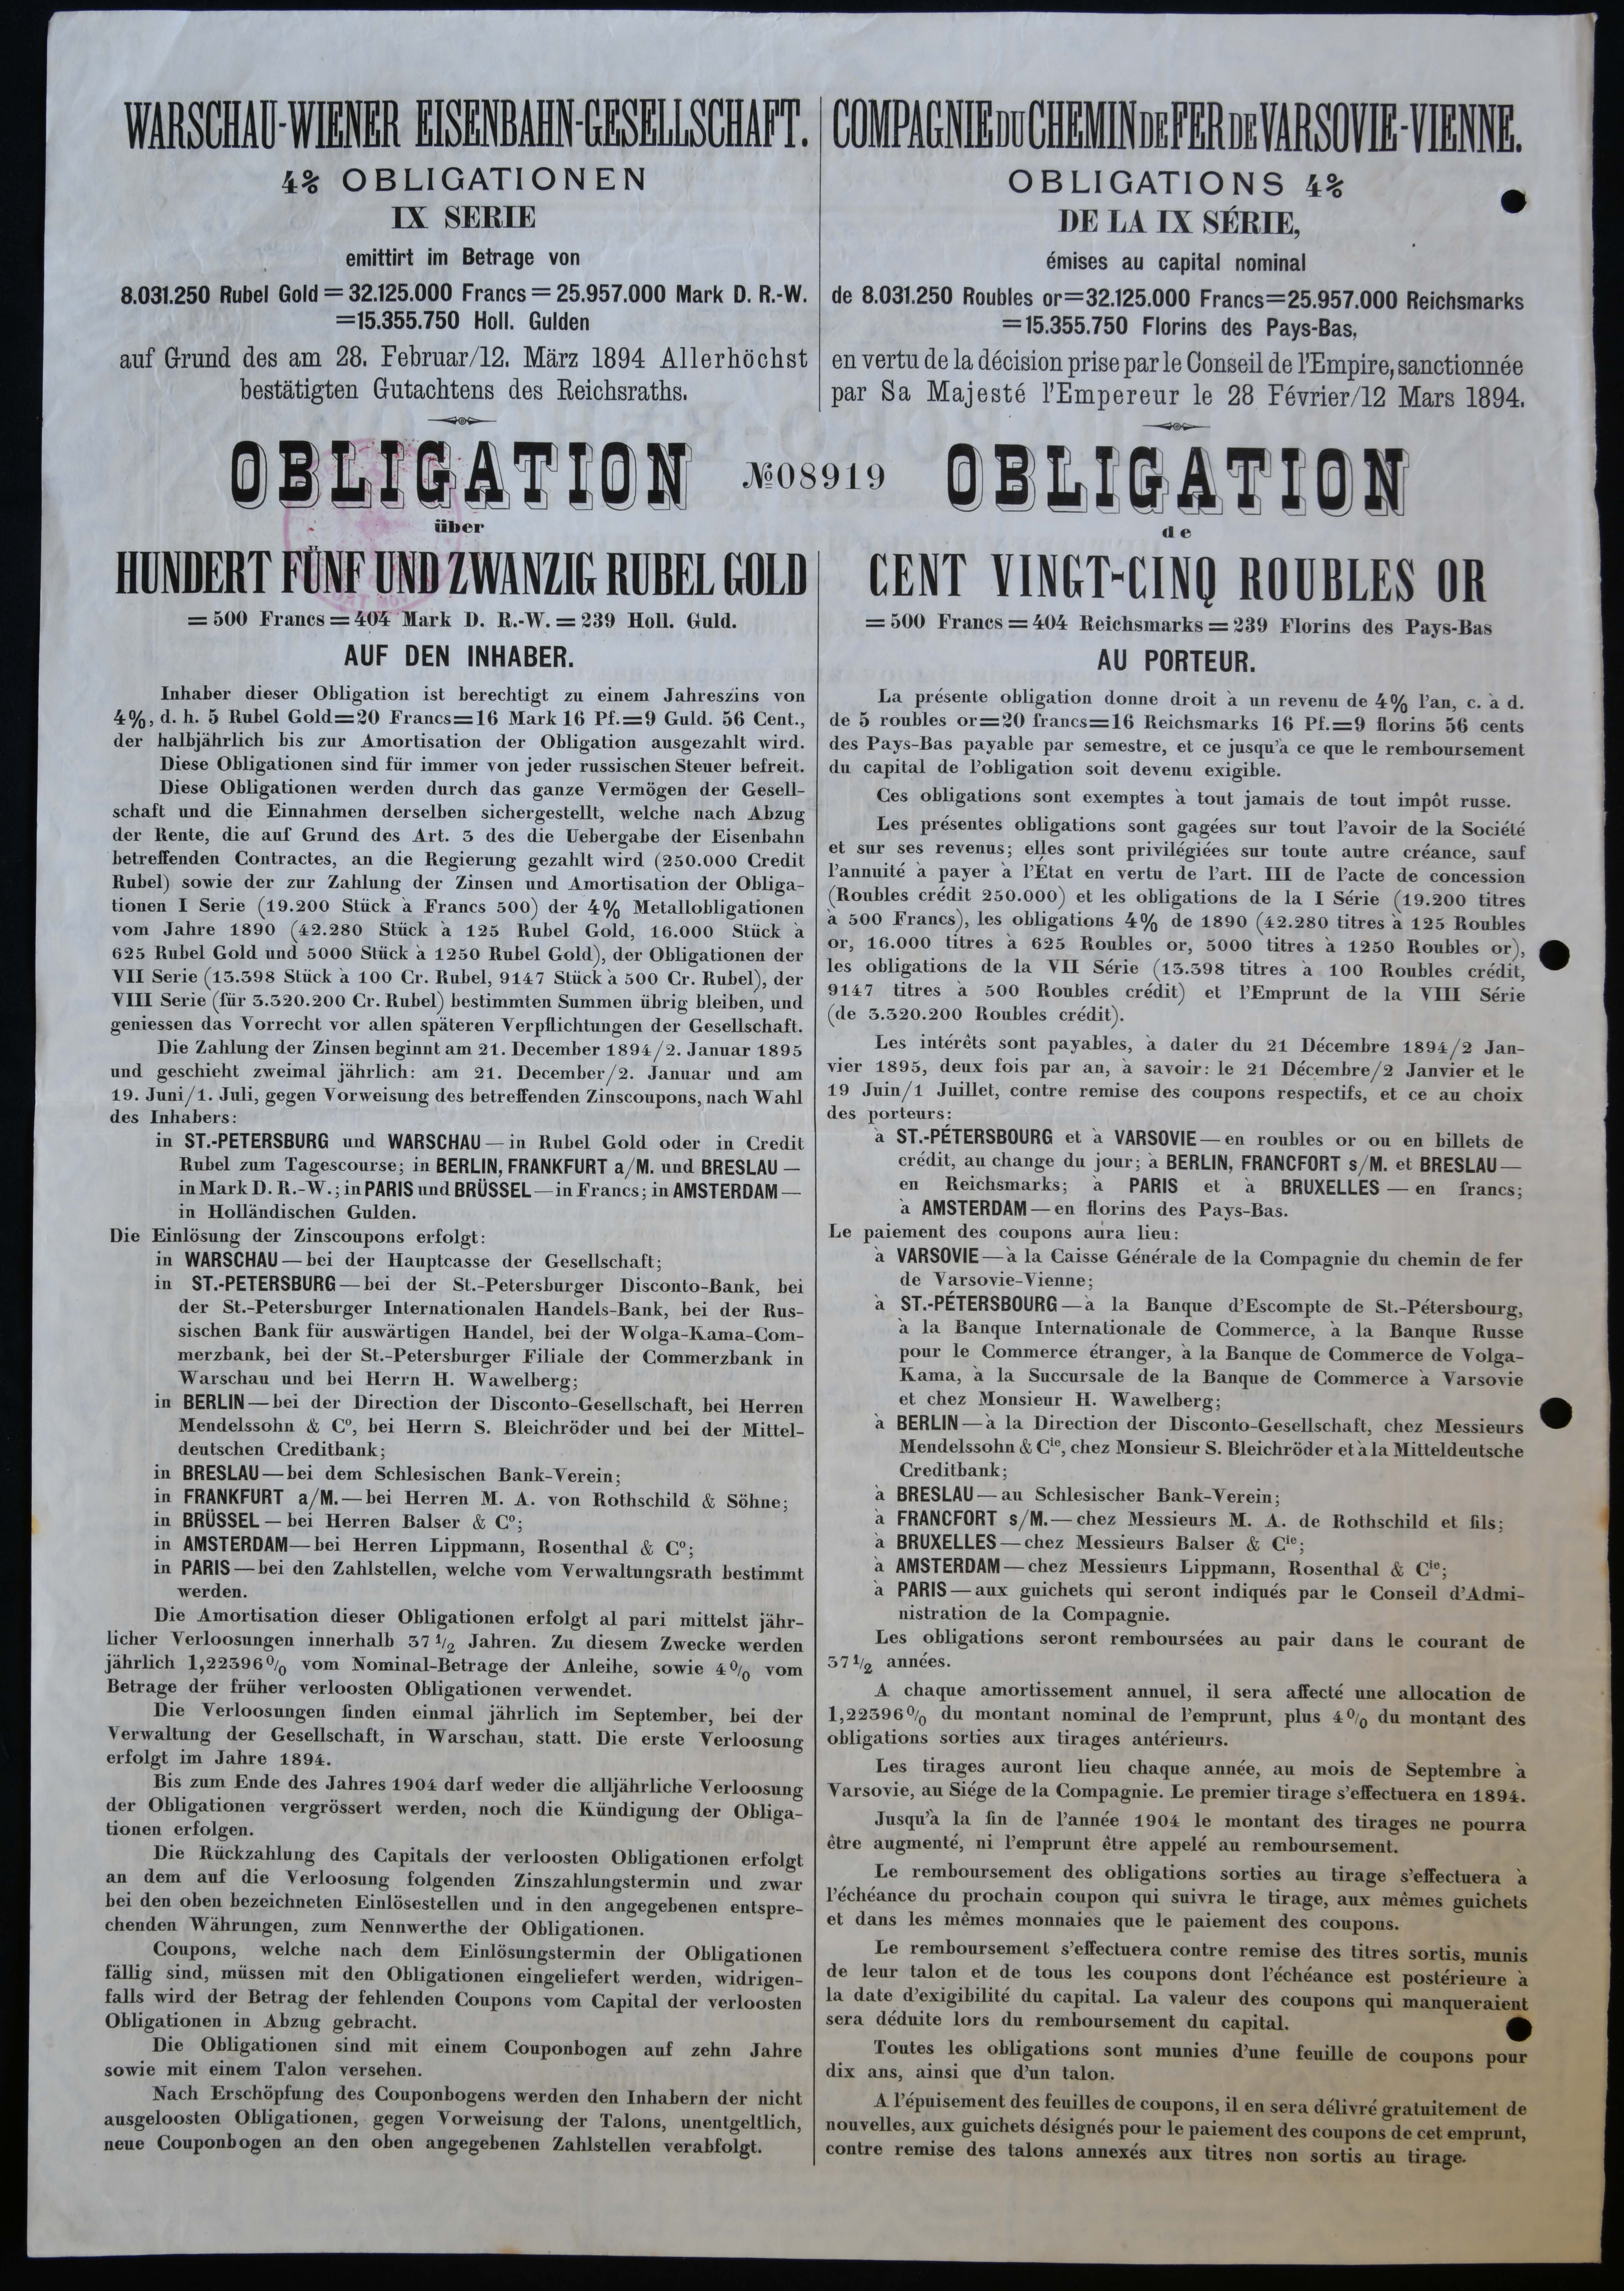 WARSCHAU-WIENER EISENBAHN-GESELLSCHAFT.
4% OBLIGATIONEN
IX SERIE
emittirt im Betrage von
8.031.250 Rubel Gold = 32.125.000 Francs = 25.957.000 Mark D. R.-W.
=15.355.750 Holl. Gulden
auf Grund des am 28. Februar/12. März 1894 Allerhöchst
bestätigten Gutachtens des Reichsraths.
OBLIGATION
über
HUNDERT FÜNF UND ZWANZIG RUBEL GOLD
= 500 Francs = 404 Mark D. R.-W. = 239 Holl. Guld.
AUF DEN INHABER.
Inhaber dieser Obligation ist berechtigt zu einem Jahreszins von
4%, d. h. 5 Rubel Gold=20 Francs=16 Mark 16 Pf.=9 Guld. 56 Cent.,
der halbjährlich bis zur Amortisation der Obligation ausgezahlt wird.
Diese Obligationen sind für immer von jeder russischen Steuer befreit.
Diese Obligationen werden durch das ganze Vermögen der Gesell-
schaft und die Einnahmen derselben sichergestellt, welche nach Abzug
der Rente, die auf Grund des Art. 3 des die Uebergabe der Eisenbahn
betreffenden Contractes, an die Regierung gezahlt wird (250.000 Credit
Rubel) sowie der zur Zahlung der Zinsen und Amortisation der Obliga-
tionen I Serie (19.200 Stück à Francs 500) der 4% Metallobligationen
vom Jahre 1890 (42.280 Stück à 125 Rubel Gold, 16.000 Stück à
625 Rubel Gold und 5000 Stück à 1250 Rubel Gold), der Obligationen der
VII Serie (13.398 Stück à 100 Cr. Rubel, 9147 Stück à 500 Cr. Rubel), der
VIII Serie (für 3.320.200 Cr. Rubel) bestimmten Summen übrig bleiben, und
geniessen das Vorrecht vor allen späteren Verpflichtungen der Gesellschaft.
Die Zahlung der Zinsen beginnt am 21. December 1894/2. Januar 1895
und geschieht zweimal jährlich: am 21. December/2. Januar und am
19. Juni/1. Juli, gegen Vorweisung des betreffenden Zinscoupons, nach Wahl
des Inhabers:
in ST.-PETERSBURG und WARSCHAU — in Rubel Gold oder in Credit
Rubel zum Tagescourse; in BERLIN, FRANKFURT a/M. und BRESLAU —
in Mark D. R.-W.; in PARIS und BRÜSSEL — in Francs; in AMSTERDAM —
in Holländischen Gulden.
Die Einlösung der Zinscoupons erfolgt:
in WARSCHAU — bei der Hauptcasse der Gesellschaft;
in ST.-PETERSBURG — bei der St.-Petersburger Disconto-Bank, bei
der St.-Petersburger Internationalen Handels-Bank, bei der Rus-
sischen Bank für auswärtigen Handel, bei der Wolga-Kama-Com-
merzbank, bei der St.-Petersburger Filiale der Commerzbank in
Warschau und bei Herrn H. Wawelberg;
in BERLIN — bei der Direction der Disconto-Gesellschaft, bei Herren
Mendelssohn & Cº, bei Herrn S. Bleichröder und bei der Mittel-
deutschen Creditbank;
in BRESLAU — bei dem Schlesischen Bank-Verein;
in FRANKFURT a/M. — bei Herren M. A. von Rothschild & Söhne;
in BRÜSSEL — bei Herren Balser & Cº;
in AMSTERDAM — bei Herren Lippmann, Rosenthal & Cº;
in PARIS — bei den Zahlstellen, welche vom Verwaltungsrath bestimmt
werden.
Die Amortisation dieser Obligationen erfolgt al pari mittelst jähr-
licher Verloosungen innerhalb 37 1/2 Jahren. Zu diesem Zwecke werden
jährlich 1,22396% vom Nominal-Betrage der Anleihe, sowie 4% vom
Betrage der früher verloosten Obligationen verwendet.
Die Verloosungen finden einmal jährlich im September, bei der
Verwaltung der Gesellschaft, in Warschau, statt. Die erste Verloosung
erfolgt im Jahre 1894.
Bis zum Ende des Jahres 1904 darf weder die alljährliche Verloosung
der Obligationen vergrössert werden, noch die Kündigung der Obliga-
tionen erfolgen.
Die Rückzahlung des Capitals der verloosten Obligationen erfolgt
an dem auf die Verloosung folgenden Zinszahlungstermin und zwar
bei den oben bezeichneten Einlösestellen und in den angegebenen entspre-
chenden Währungen, zum Nennwerthe der Obligationen.
Coupons, welche nach dem Einlösungstermin der Obligationen
fällig sind, müssen mit den Obligationen eingeliefert werden, widrigen-
falls wird der Betrag der fehlenden Coupons vom Capital der verloosten
Obligationen in Abzug gebracht.
Die Obligationen sind mit einem Couponbogen auf zehn Jahre
sowie mit einem Talon versehen.
Nach Erschöpfung des Couponbogens werden den Inhabern der nicht
ausgeloosten Obligationen, gegen Vorweisung der Talons, unentgeltlich,
neue Couponbogen an den oben angegebenen Zahlstellen verabfolgt.
№ 08919
COMPAGNIE DU CHEMIN DE FER DE VARSOVIE-VIENNE.
OBLIGATIONS 4%
DE LA IX SÉRIE,
émises au capital nominal
de 8.031.250 Roubles or=32.125.000 Francs=25.957.000 Reichsmarks
=15.355.750 Florins des Pays-Bas,
en vertu de la décision prise par le Conseil de l'Empire, sanctionnée
par Sa Majesté l'Empereur le 28 Février/12 Mars 1894.
OBLIGATION
de
CENT VINGT-CINQ ROUBLES OR
= 500 Francs = 404 Reichsmarks = 239 Florins des Pays-Bas
AU PORTEUR.
La présente obligation donne droit à un revenu de 4% l'an, c. à d.
de 5 roubles or=20 francs=16 Reichsmarks 16 Pf.=9 florins 56 cents
des Pays-Bas payable par semestre, et ce jusqu'à ce que le remboursement
du capital de l'obligation soit devenu exigible.
Ces obligations sont exemptes à tout jamais de tout impôt russe.
Les présentes obligations sont gagées sur tout l'avoir de la Société
et sur ses revenus; elles sont privilégiées sur toute autre créance, sauf
l'annuité à payer à l'État en vertu de l'art. III de l'acte de concession
(Roubles crédit 250.000) et les obligations de la I Série (19.200 titres
à 500 Francs), les obligations 4% de 1890 (42.280 titres à 125 Roubles
or, 16.000 titres à 625 Roubles or, 5000 titres à 1250 Roubles or),
les obligations de la VII Série (13.398 titres à 100 Roubles crédit,
9147 titres à 500 Roubles crédit) et l'Emprunt de la VIII Série
(de 3.320.200 Roubles crédit).
Les intérêts sont payables, à dater du 21 Décembre 1894/2 Jan-
vier 1895, deux fois par an, à savoir: le 21 Décembre/2 Janvier et le
19 Juin/1 Juillet, contre remise des coupons respectifs, et ce au choix
des porteurs:
à ST.-PÉTERSBOURG et à VARSOVIE — en roubles or ou en billets de
crédit, au change du jour; à BERLIN, FRANCFORT s/M. et BRESLAU —
en Reichsmarks; à PARIS et à BRUXELLES — en francs;
à AMSTERDAM — en florins des Pays-Bas.
Le paiement des coupons aura lieu:
à VARSOVIE — à la Caisse Générale de la Compagnie du chemin de fer
de Varsovie-Vienne;
à ST.-PÉTERSBOURG — à la Banque d'Escompte de St.-Pétersbourg,
à la Banque Internationale de Commerce, à la Banque Russe
pour le Commerce étranger, à la Banque de Commerce de Volga-
Kama, à la Succursale de la Banque de Commerce à Varsovie
et chez Monsieur H. Wawelberg;
à BERLIN — à la Direction der Disconto-Gesellschaft, chez Messieurs
Mendelssohn & Cie, chez Monsieur S. Bleichröder et à la Mitteldeutsche
Creditbank;
à BRESLAU — au Schlesischer Bank-Verein;
à FRANCFORT s/M. — chez Messieurs M. A. de Rothschild et fils;
à BRUXELLES — chez Messieurs Balser & Cie;
à AMSTERDAM — chez Messieurs Lippmann, Rosenthal & Cie;
à PARIS — aux guichets qui seront indiqués par le Conseil d'Admi-
nistration de la Compagnie.
Les obligations seront remboursées au pair dans le courant de
37 1/2 années.
A chaque amortissement annuel, il sera affecté une allocation de
1,22396% du montant nominal de l'emprunt, plus 4% du montant des
obligations sorties aux tirages antérieurs.
Les tirages auront lieu chaque année, au mois de Septembre à
Varsovie, au Siége de la Compagnie. Le premier tirage s'effectuera en 1894.
Jusqu'à la fin de l'année 1904 le montant des tirages ne pourra
être augmenté, ni l'emprunt être appelé au remboursement.
Le remboursement des obligations sorties au tirage s'effectuera à
l'échéance du prochain coupon qui suivra le tirage, aux mêmes guichets
et dans les mêmes monnaies que le paiement des coupons.
Le remboursement s'effectuera contre remise des titres sortis, munis
de leur talon et de tous les coupons dont l'échéance est postérieure à
la date d'exigibilité du capital. La valeur des coupons qui manqueraient
sera déduite lors du remboursement du capital.
Toutes les obligations sont munies d'une feuille de coupons pour
dix ans, ainsi que d'un talon.
A l'épuisement des feuilles de coupons, il en sera délivré gratuitement de
nouvelles, aux guichets désignés pour le paiement des coupons de cet emprunt,
contre remise des talons annexés aux titres non sortis au tirage.